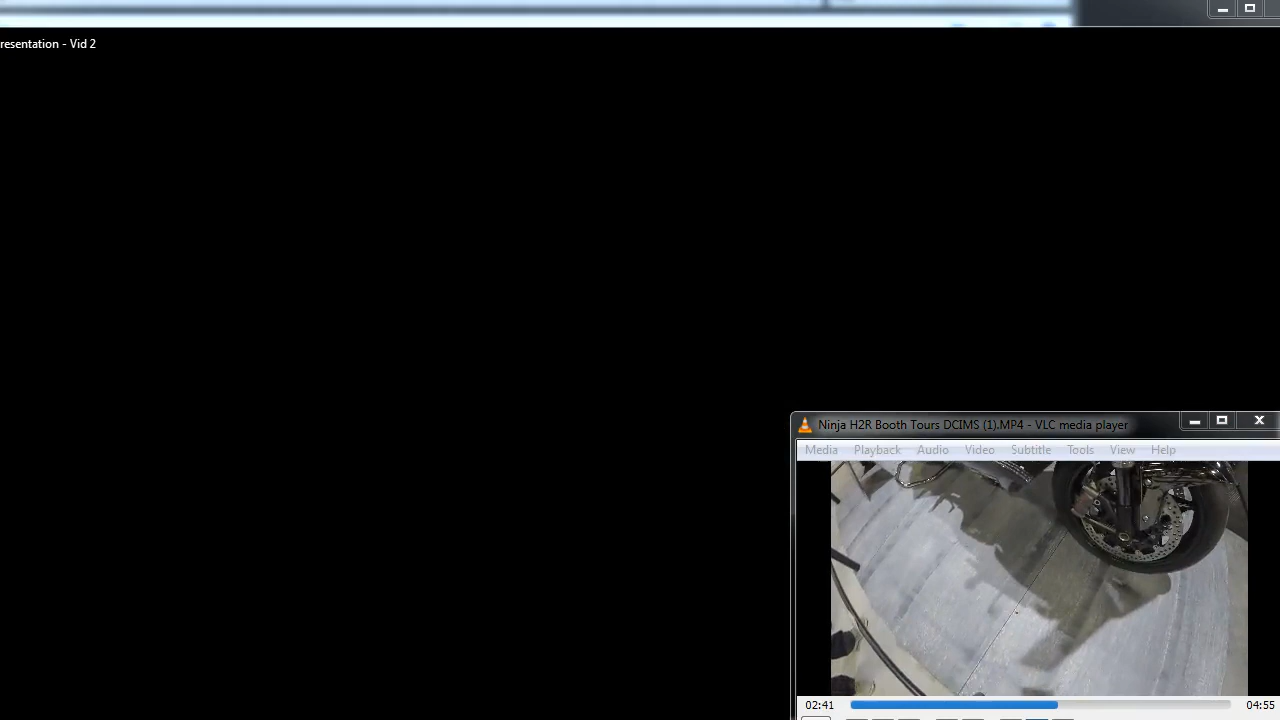 resentation - Vid 2
Ninja H2R Booth Tours DCIMS (1).MP4 - VLC media player
Media Playback Audio Video Subtitle Tools View Help
02:41 04:55